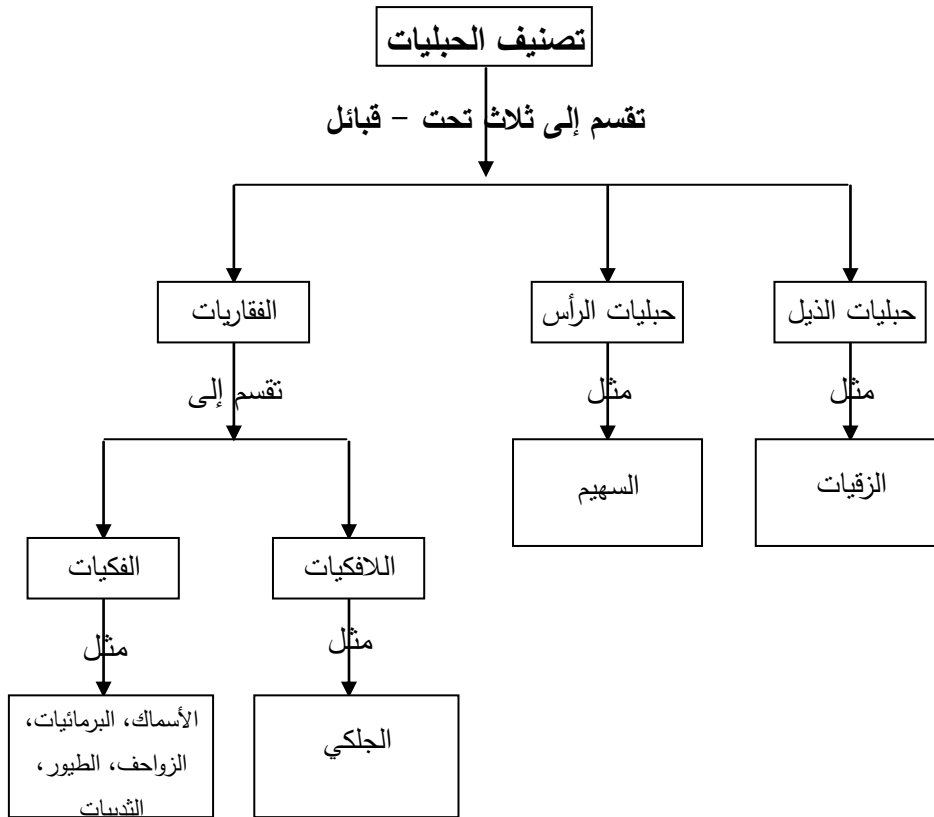 تصنيف الحبليات
تقسم إلى ثلاث تحت – قبائل
حبليات الذيل
حبليات الرأس
الفقاريات
مثل
مثل
تقسم إلى
الزقيات
السهيم
اللافكيات
الفكيات
مثل
مثل
الجلكي
الأسماك، البرمائيات،
الزواحف، الطيور،
الثدييات